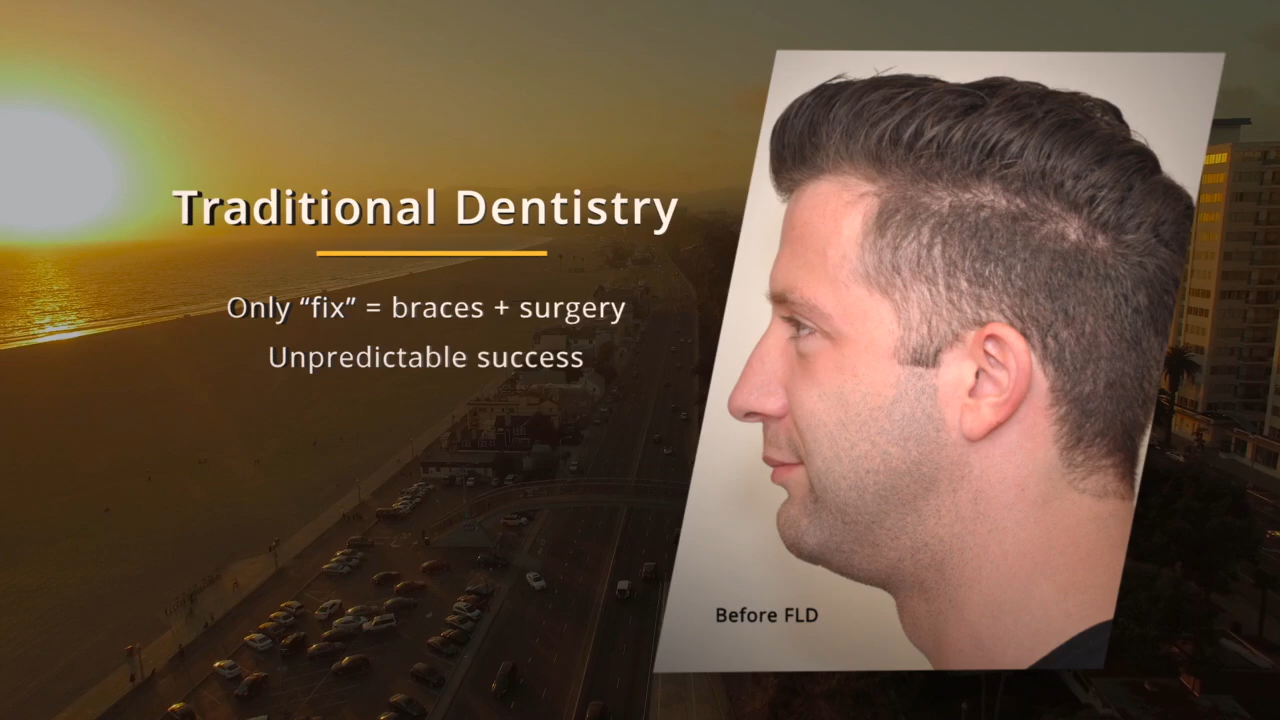 Traditional Dentistry
Only “fix” = braces + surgery
Unpredictable success
Before FLD